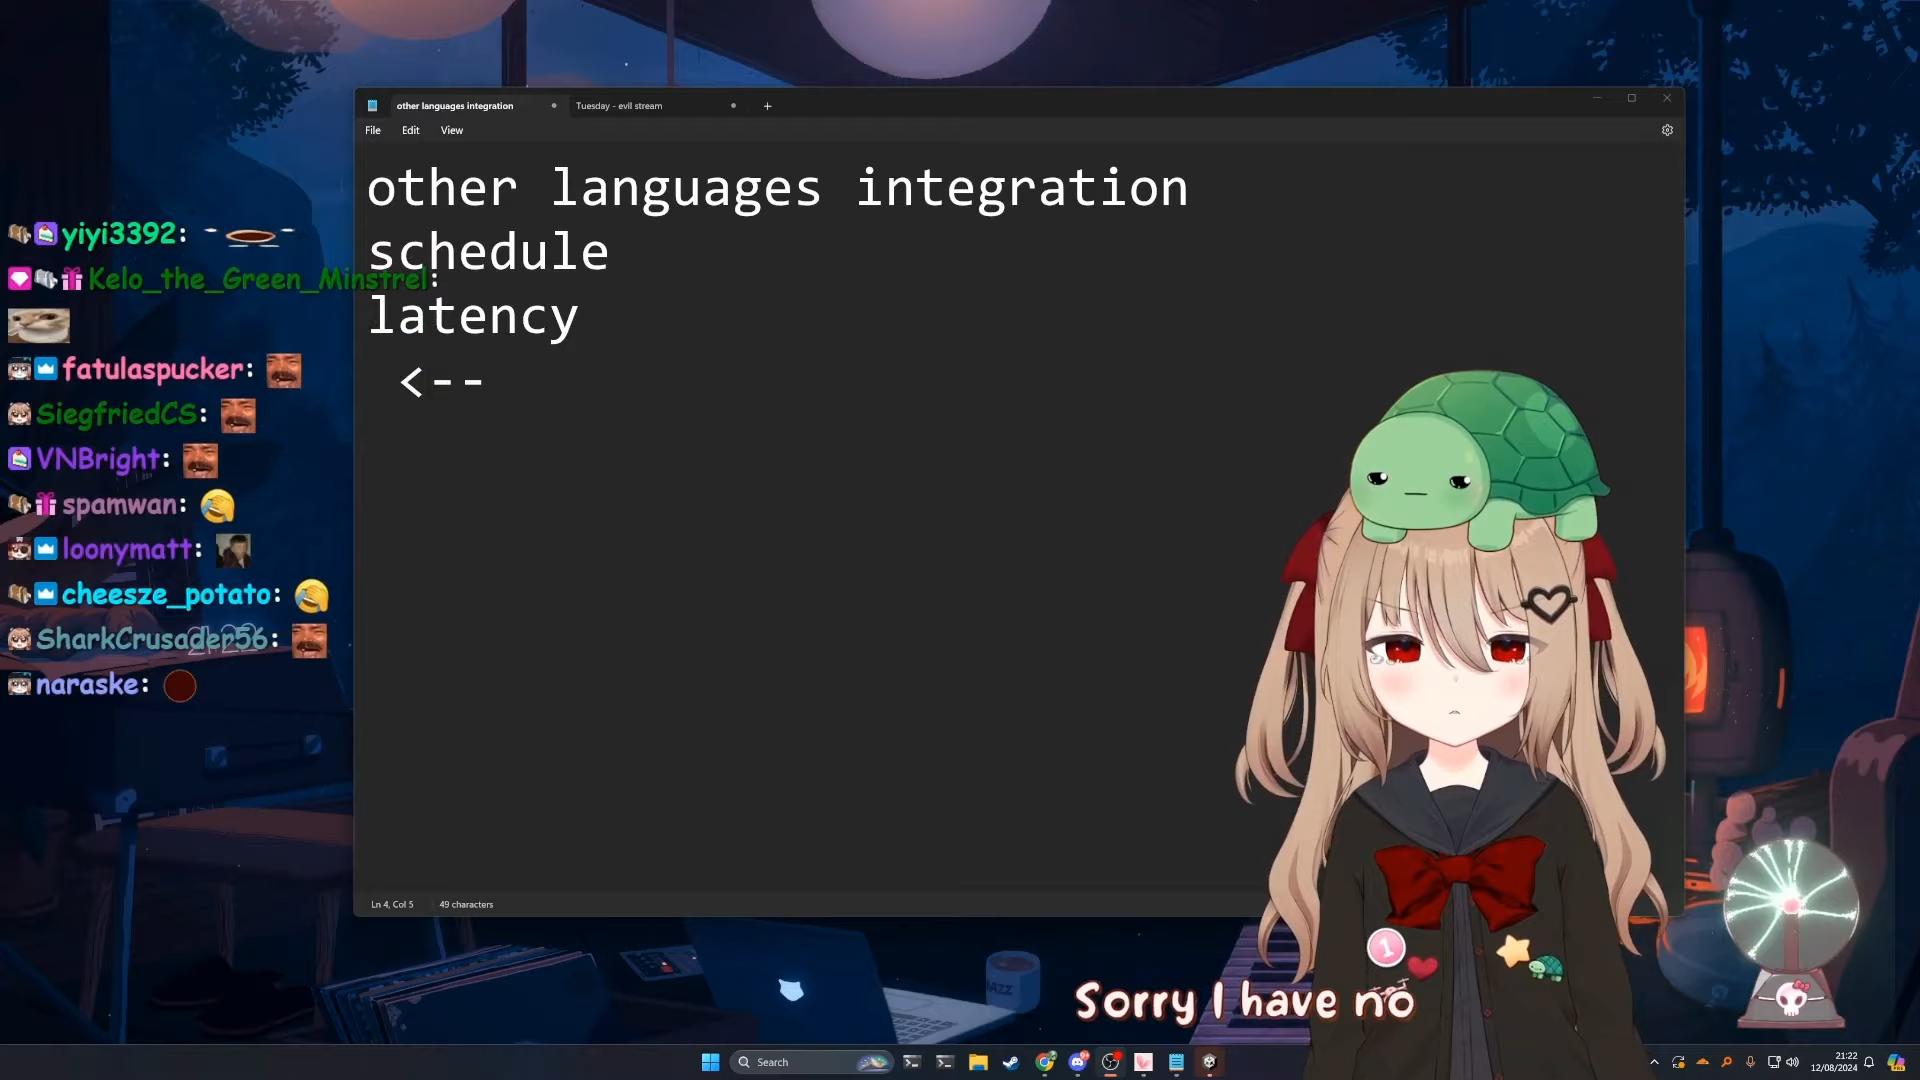 other languages integration
Tuesday - evil stream
File Edit View
other languages integration
schedule
latency
<--
yiyi3392:
Kelo_the_Green_Minstrel:
fatulaspucker:
SiegfriedCS:
VNBright:
spamwan:
loonymatt:
cheesze_potato:
SharkCrusader56:
naraske:
Ln 4, Col 5
49 characters
JAZZ
1
Sorry I have no
Search
21:22
12/08/2024